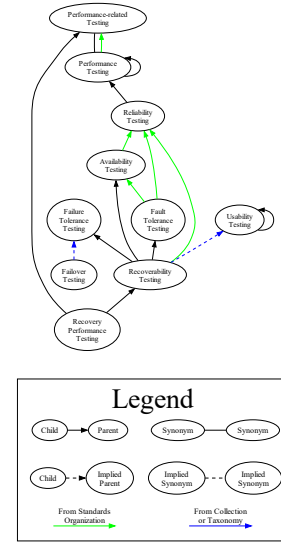 Performance-related
Testing
Performance
Testing
Reliability
Testing
Availability
Testing
Failure
Tolerance
Testing
Fault
Tolerance
Testing
Usability
Testing
Failover
Testing
Recoverability
Testing
Recovery
Performance
Testing
Legend
Child
Parent
Synonym
Synonym
Child
Implied
Parent
Implied
Synonym
Implied
Synonym
From Standards
Organization
From Collection
or Taxonomy